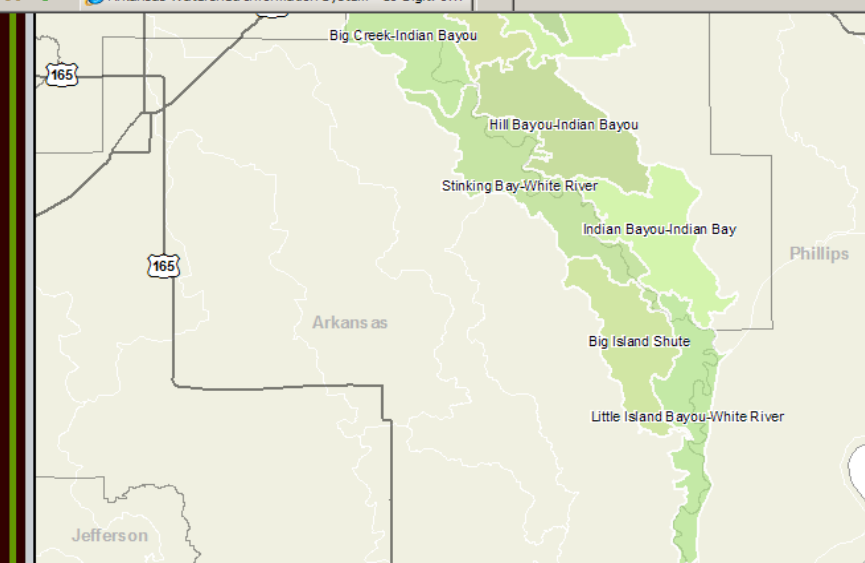 Big Creek-Indian Bayou
165
Hill Bayou-Indian Bayou
Stinking Bay-White River
Indian Bayou-Indian Bay
Phillips
165
Arkansas
Big Island Shute
Little Island Bayou-White River
Jefferson